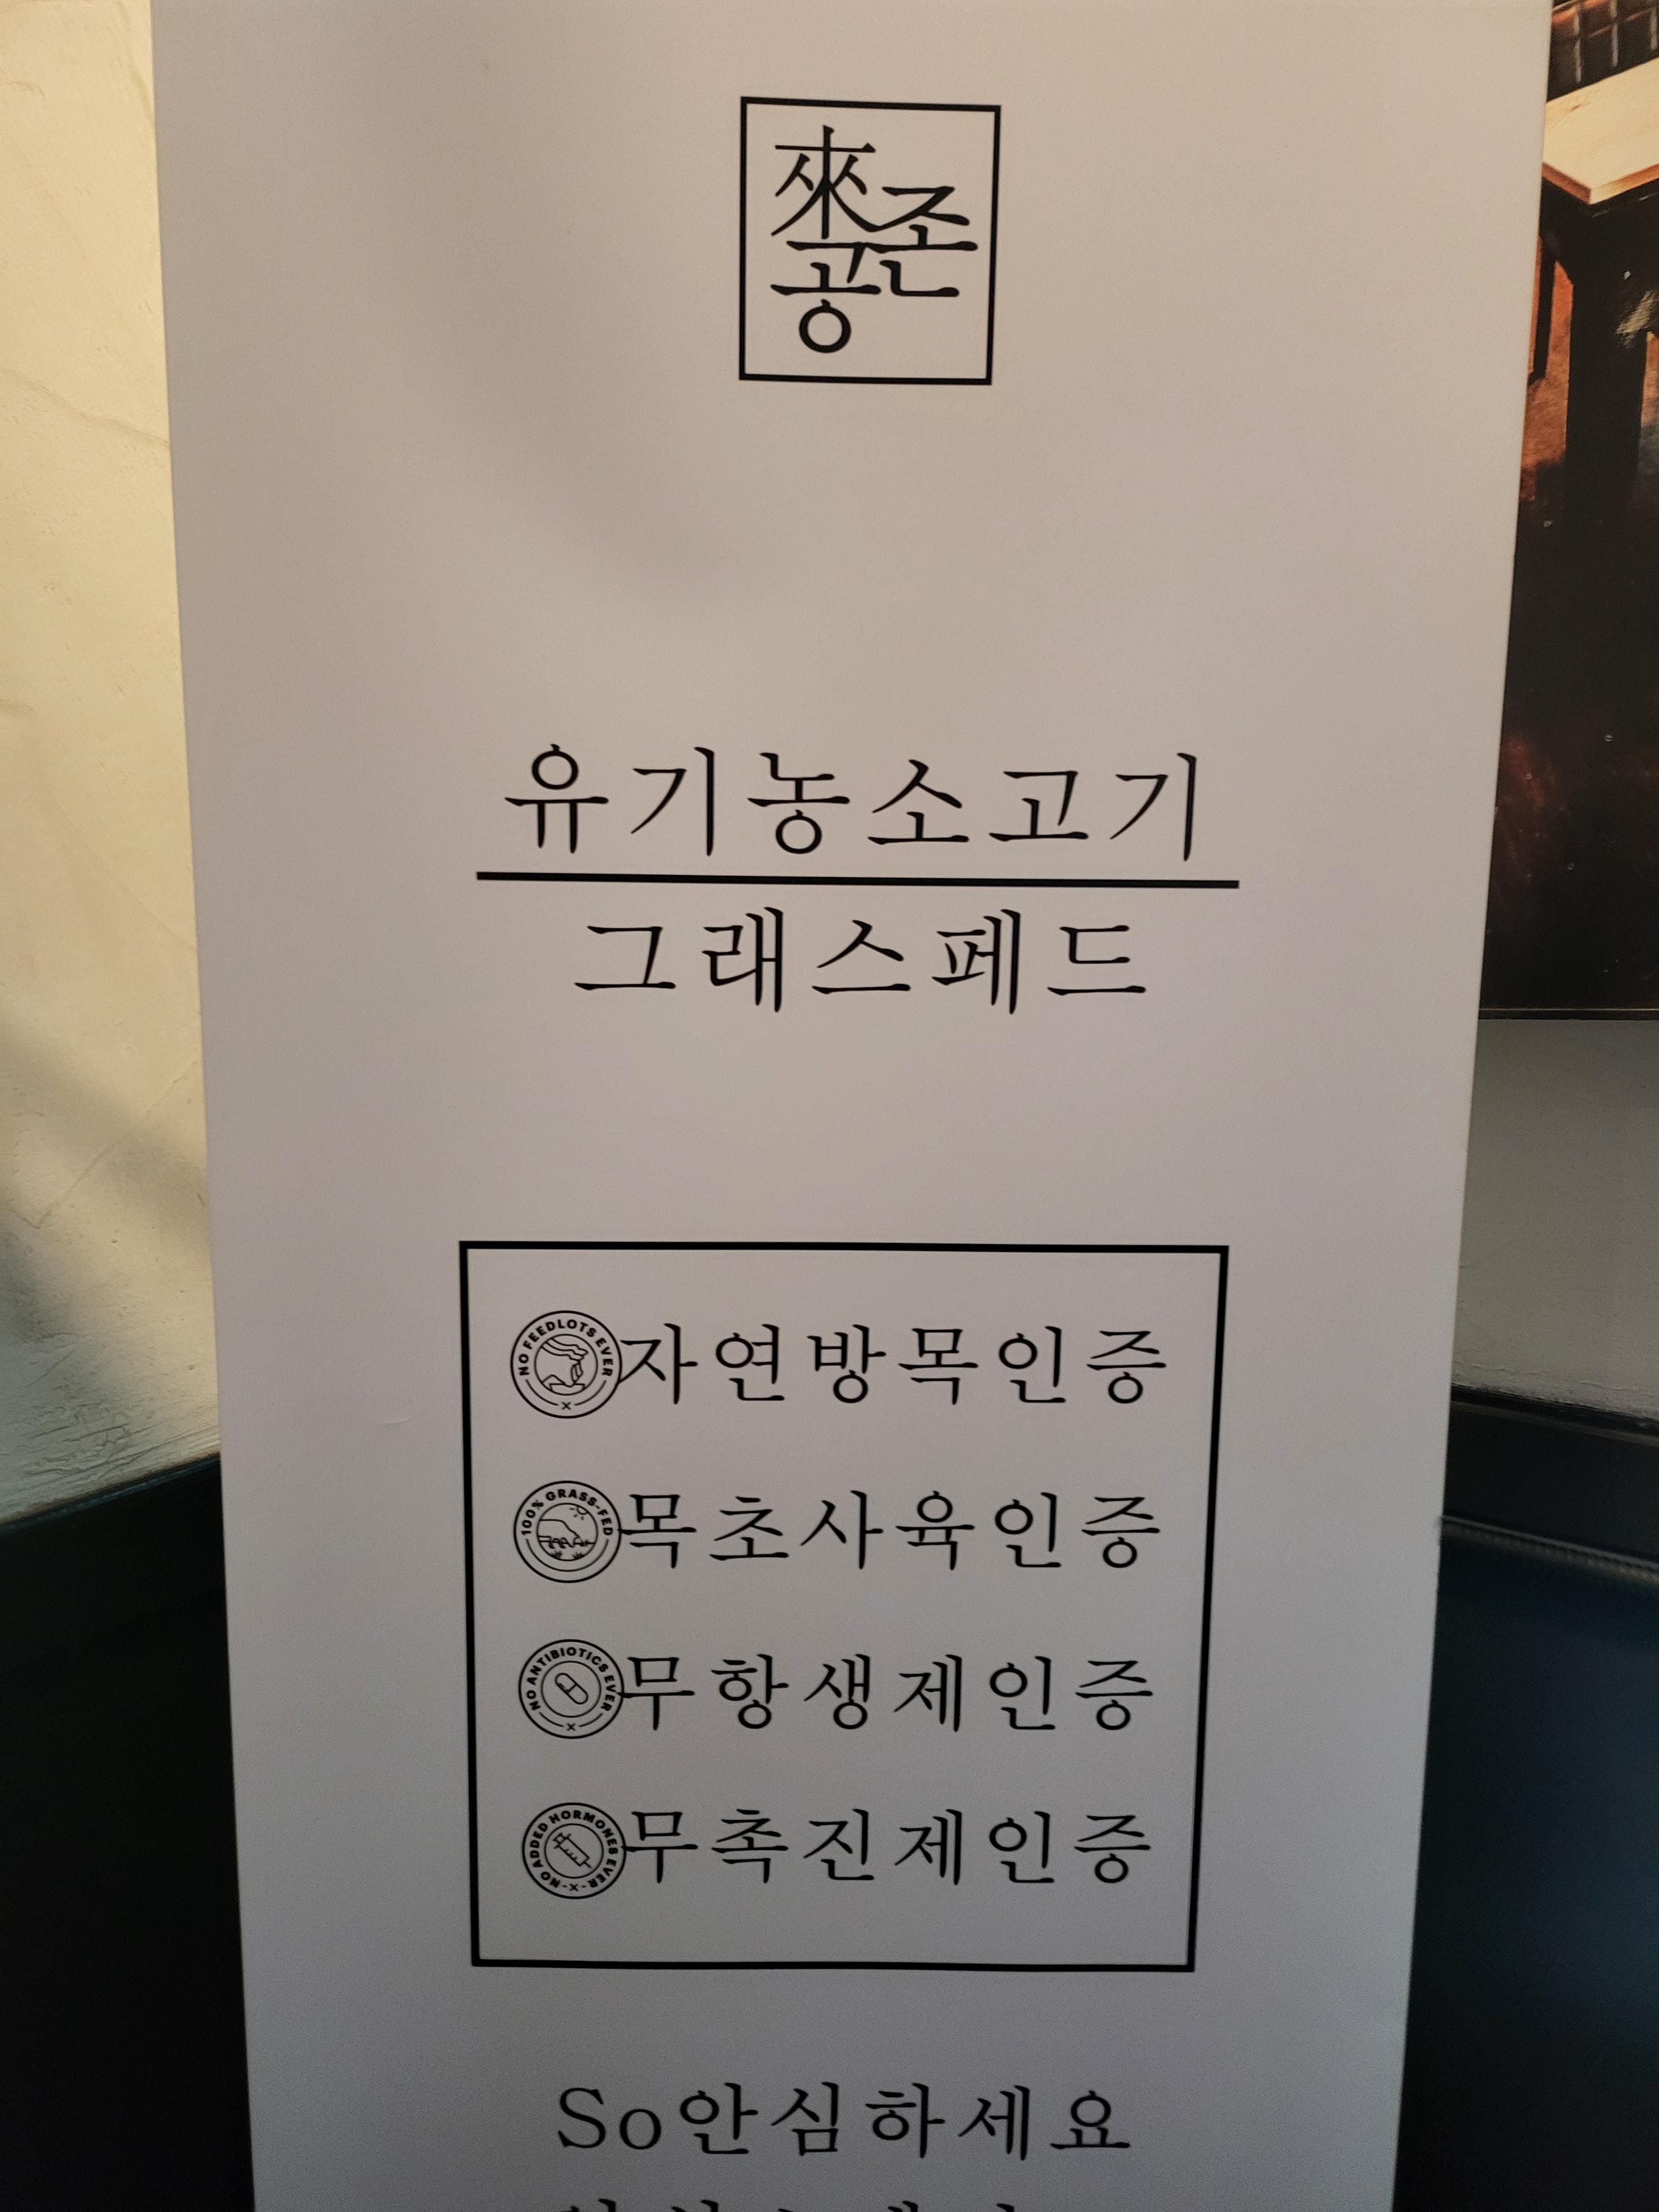 來공존
유기농소고기
그래스페드
NO FEEDLOTS EVER
자연방목인증
100% GRASS-FED
목초사육인증
NO ANTIBIOTICS EVER
무항생제인증
NO ADDED HORMONES EVER
무촉진제인증
So안심하세요